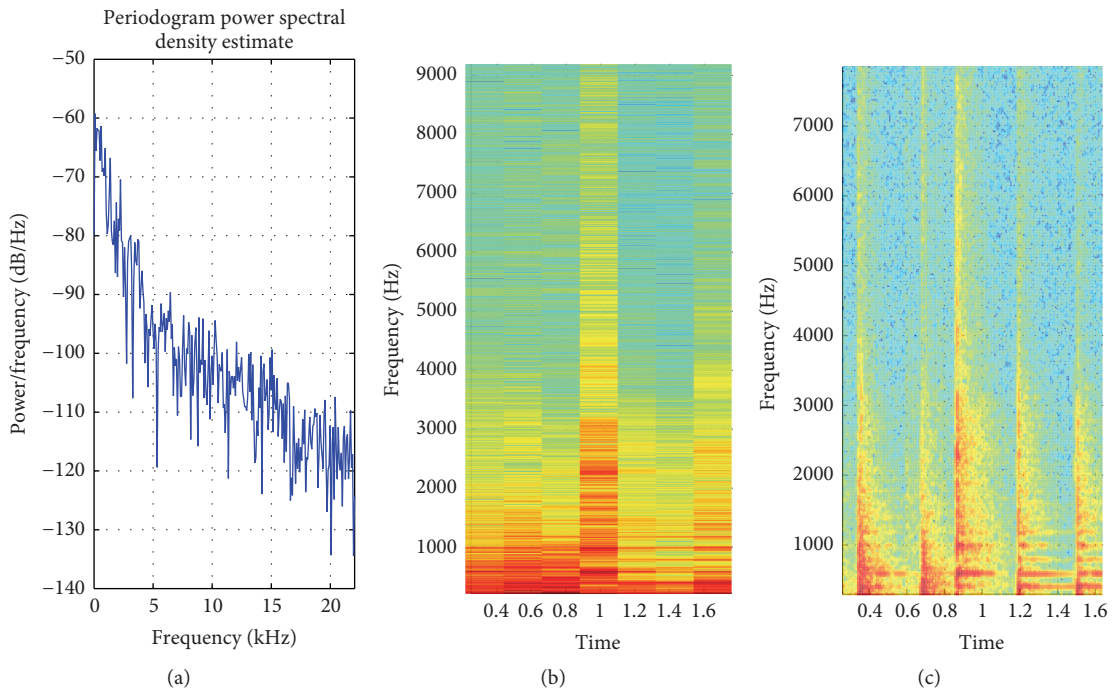 Periodogram power spectral
density estimate
−50
−60
−70
−80
−90
−100
−110
−120
−130
−140
Power/frequency (dB/Hz)
0 5 10 15 20
Frequency (kHz)
(a)
9000
8000
7000
6000
5000
4000
3000
2000
1000
Frequency (Hz)
0.4 0.6 0.8 1 1.2 1.4 1.6
Time
(b)
7000
6000
5000
4000
3000
2000
1000
Frequency (Hz)
0.4 0.6 0.8 1 1.2 1.4 1.6
Time
(c)